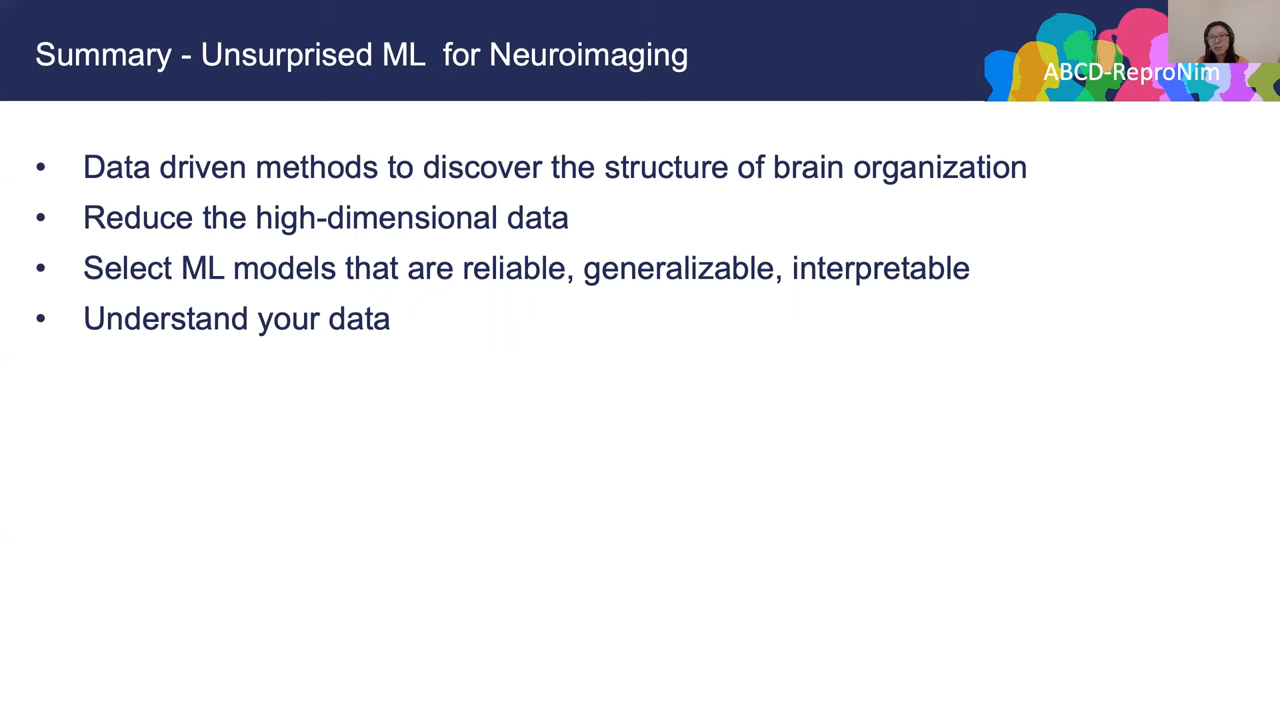 Summary - Unsurprised ML for Neuroimaging
ABCD-ReproNim
• Data driven methods to discover the structure of brain organization
• Reduce the high-dimensional data
• Select ML models that are reliable, generalizable, interpretable
• Understand your data